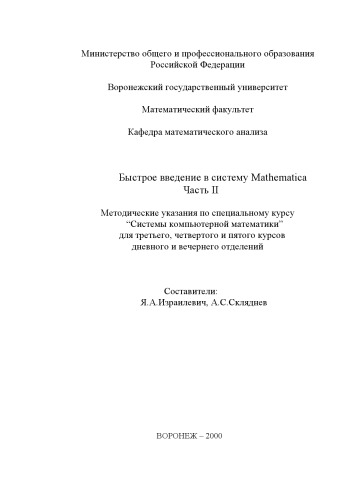 Министерство общего и профессионального образования
Российской Федерации
Воронежский государственный университет
Математический факультет
Кафедра математического анализа
Быстрое введение в систему Mathematica
Часть II
Методические указания по специальному курсу
“Системы компьютерной математики”
для третьего, четвертого и пятого курсов
дневного и вечернего отделений
Составители:
Я.А.Израилевич, А.С.Скляднев
ВОРОНЕЖ – 2000